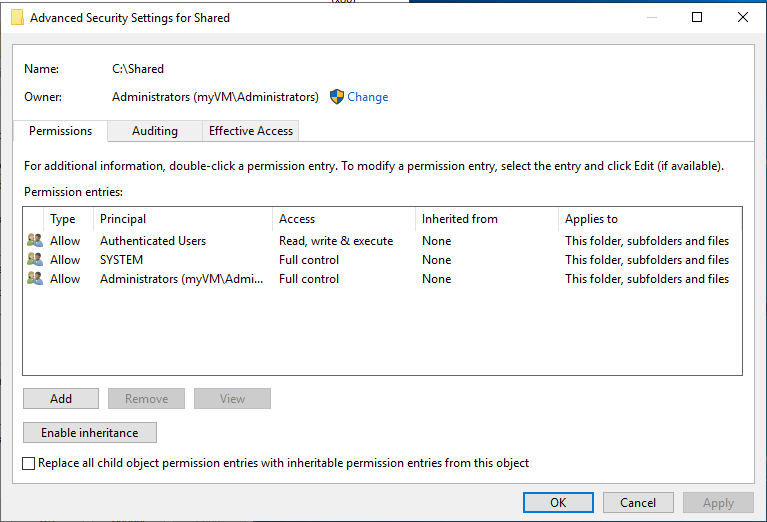 Advanced Security Settings for Shared
Name: C:\Shared
Owner: Administrators (myVM\Administrators) Change
Permissions Auditing Effective Access
For additional information, double-click a permission entry. To modify a permission entry, select the entry and click Edit (if available).
Permission entries:
Type Principal Access Inherited from Applies to
Allow Authenticated Users Read, write & execute None This folder, subfolders and files
Allow SYSTEM Full control None This folder, subfolders and files
Allow Administrators (myVM\Admi... Full control None This folder, subfolders and files
Add Remove View
Enable inheritance
Replace all child object permission entries with inheritable permission entries from this object
OK Cancel Apply